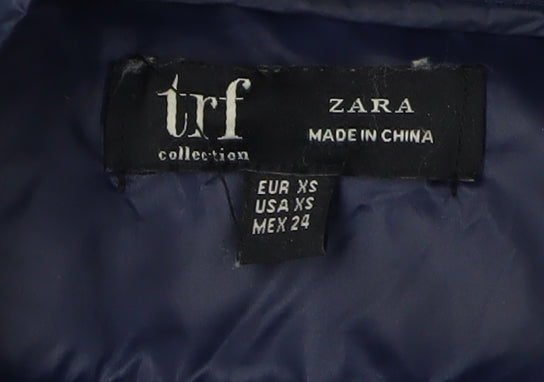 trf
collection
ZARA
MADE IN CHINA
EUR XS
USA XS
MEX 24